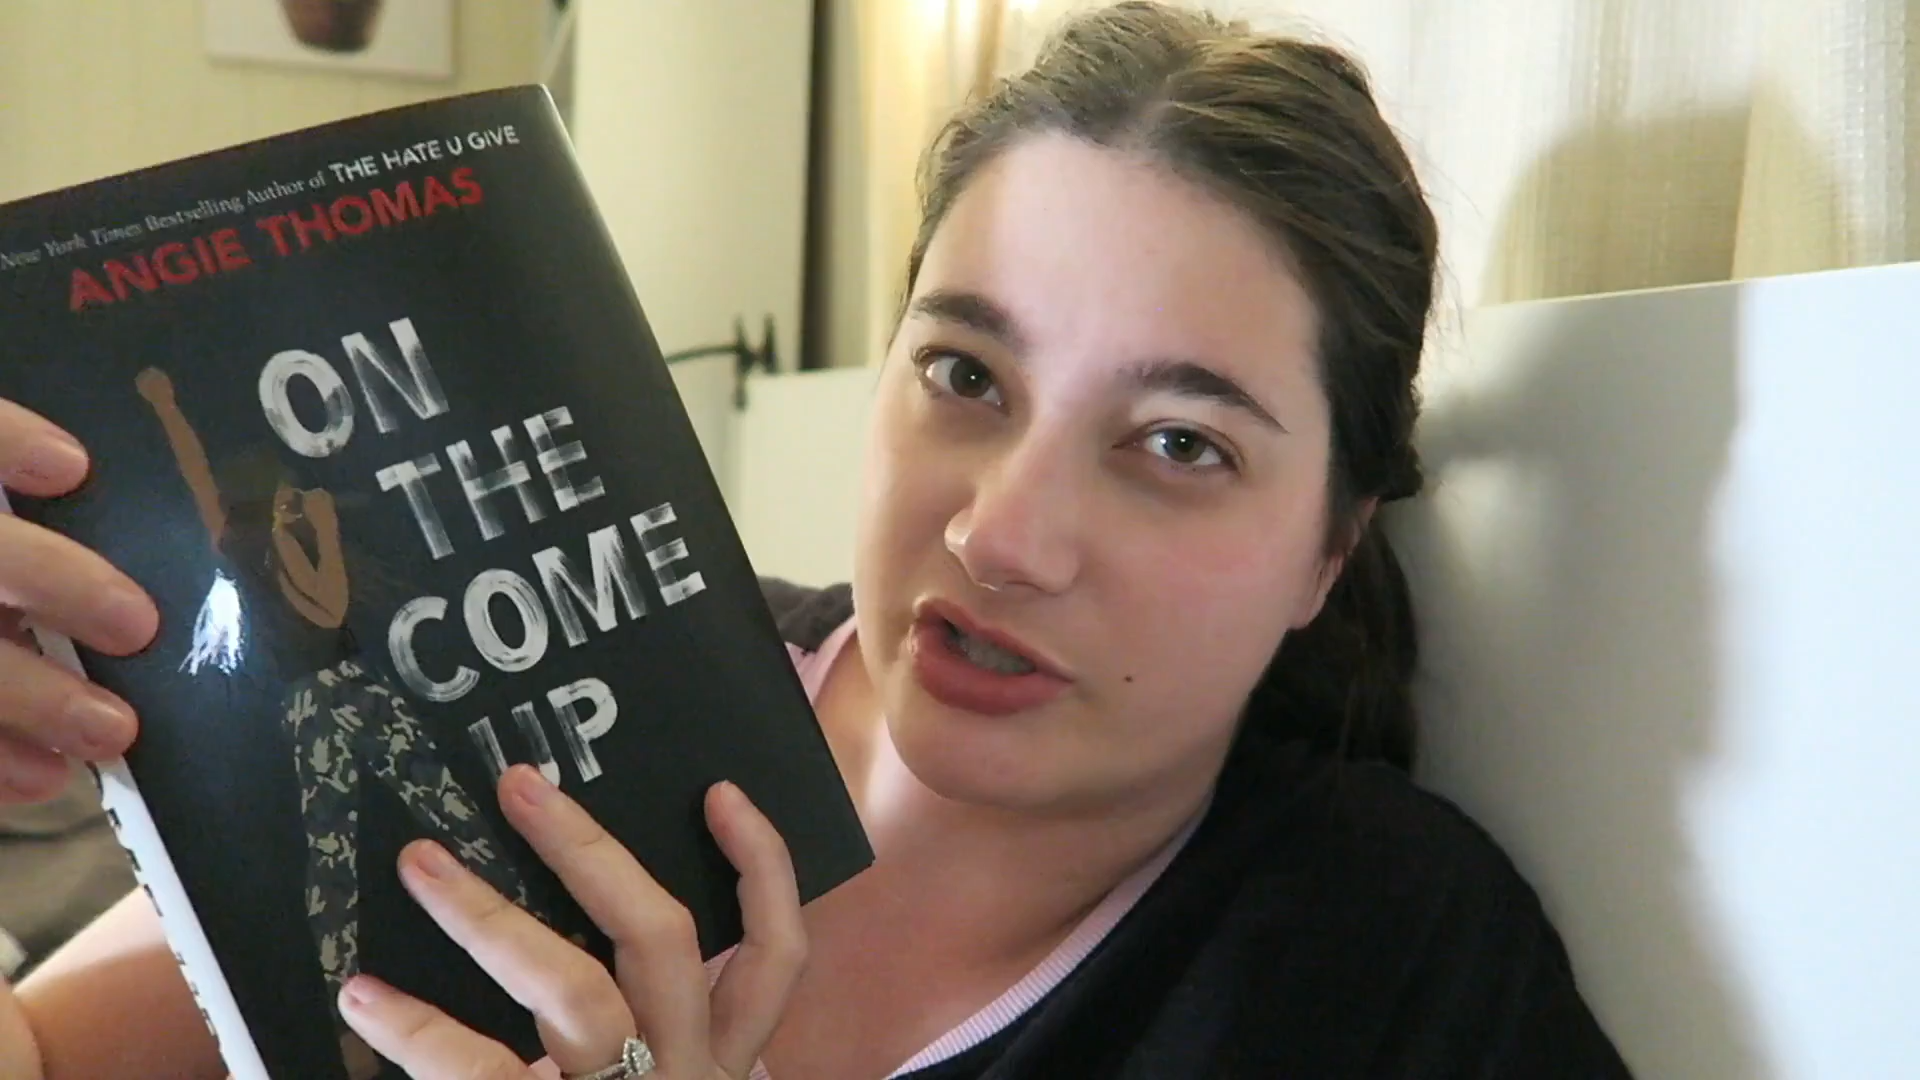 New York Times Bestselling Author of THE HATE U GIVE
ANGIE THOMAS
ON
THE
COME
UP